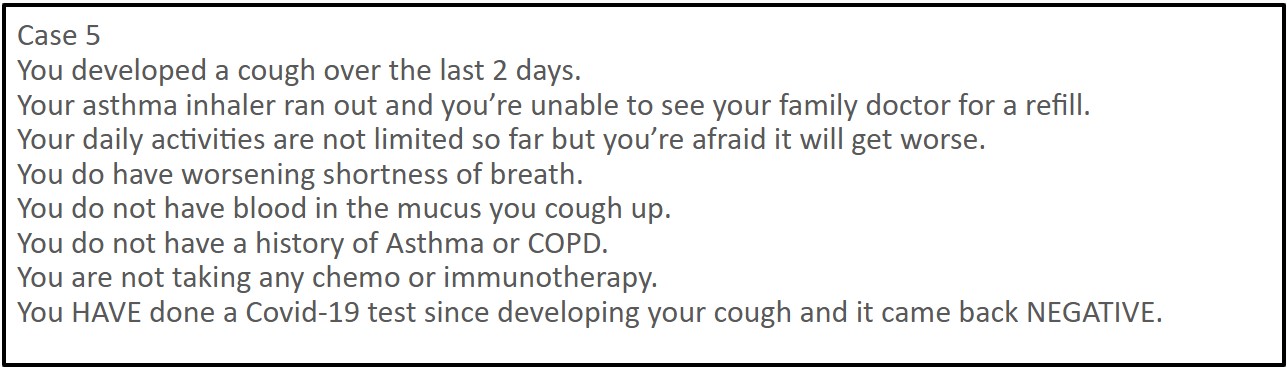 Case 5
You developed a cough over the last 2 days.
Your asthma inhaler ran out and you’re unable to see your family doctor for a refill.
Your daily activities are not limited so far but you’re afraid it will get worse.
You do have worsening shortness of breath.
You do not have blood in the mucus you cough up.
You do not have a history of Asthma or COPD.
You are not taking any chemo or immunotherapy.
You HAVE done a Covid-19 test since developing your cough and it came back NEGATIVE.